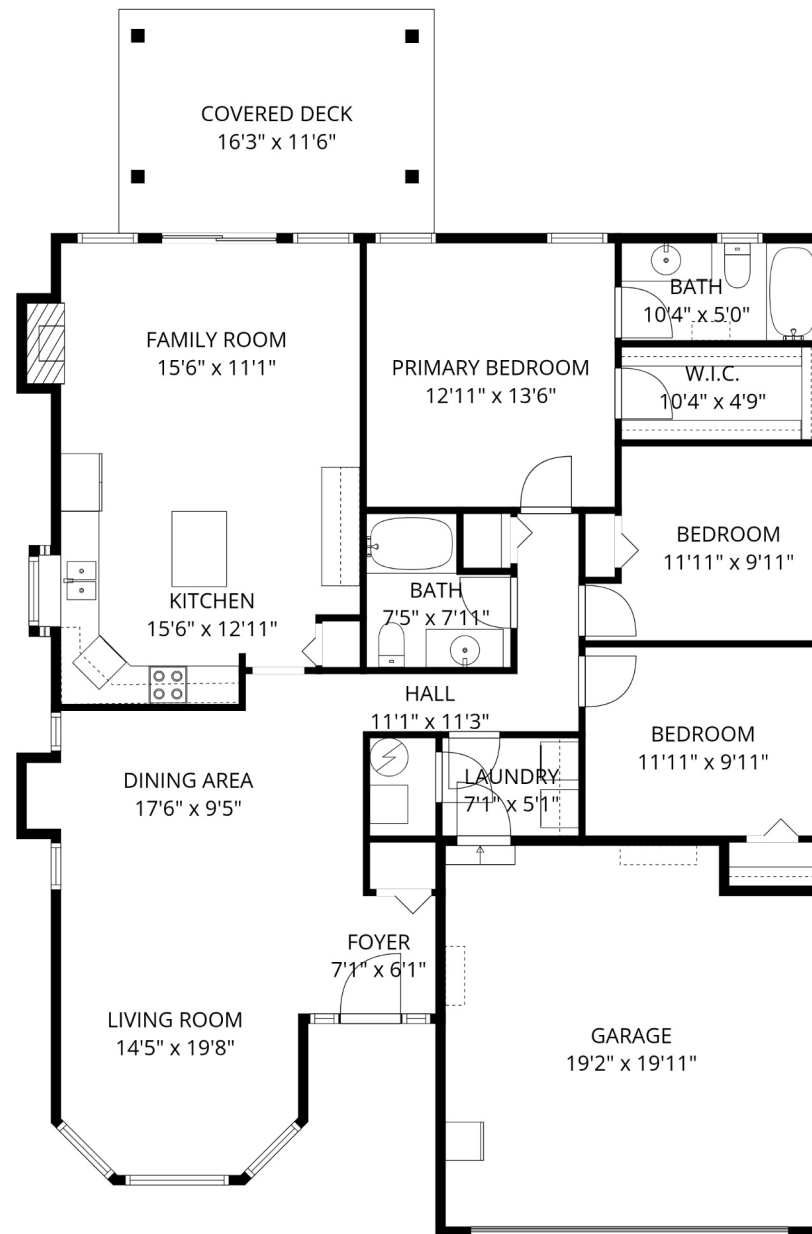 COVERED DECK
16'3" x 11'6"
FAMILY ROOM
15'6" x 11'1"
PRIMARY BEDROOM
12'11" x 13'6"
BATH
10'4" x 5'0"
W.I.C.
10'4" x 4'9"
BEDROOM
11'11" x 9'11"
KITCHEN
15'6" x 12'11"
BATH
7'5" x 7'11"
HALL
11'1" x 11'3"
BEDROOM
11'11" x 9'11"
DINING AREA
17'6" x 9'5"
LAUNDRY
7'1" x 5'1"
FOYER
7'1" x 6'1"
LIVING ROOM
14'5" x 19'8"
GARAGE
19'2" x 19'11"